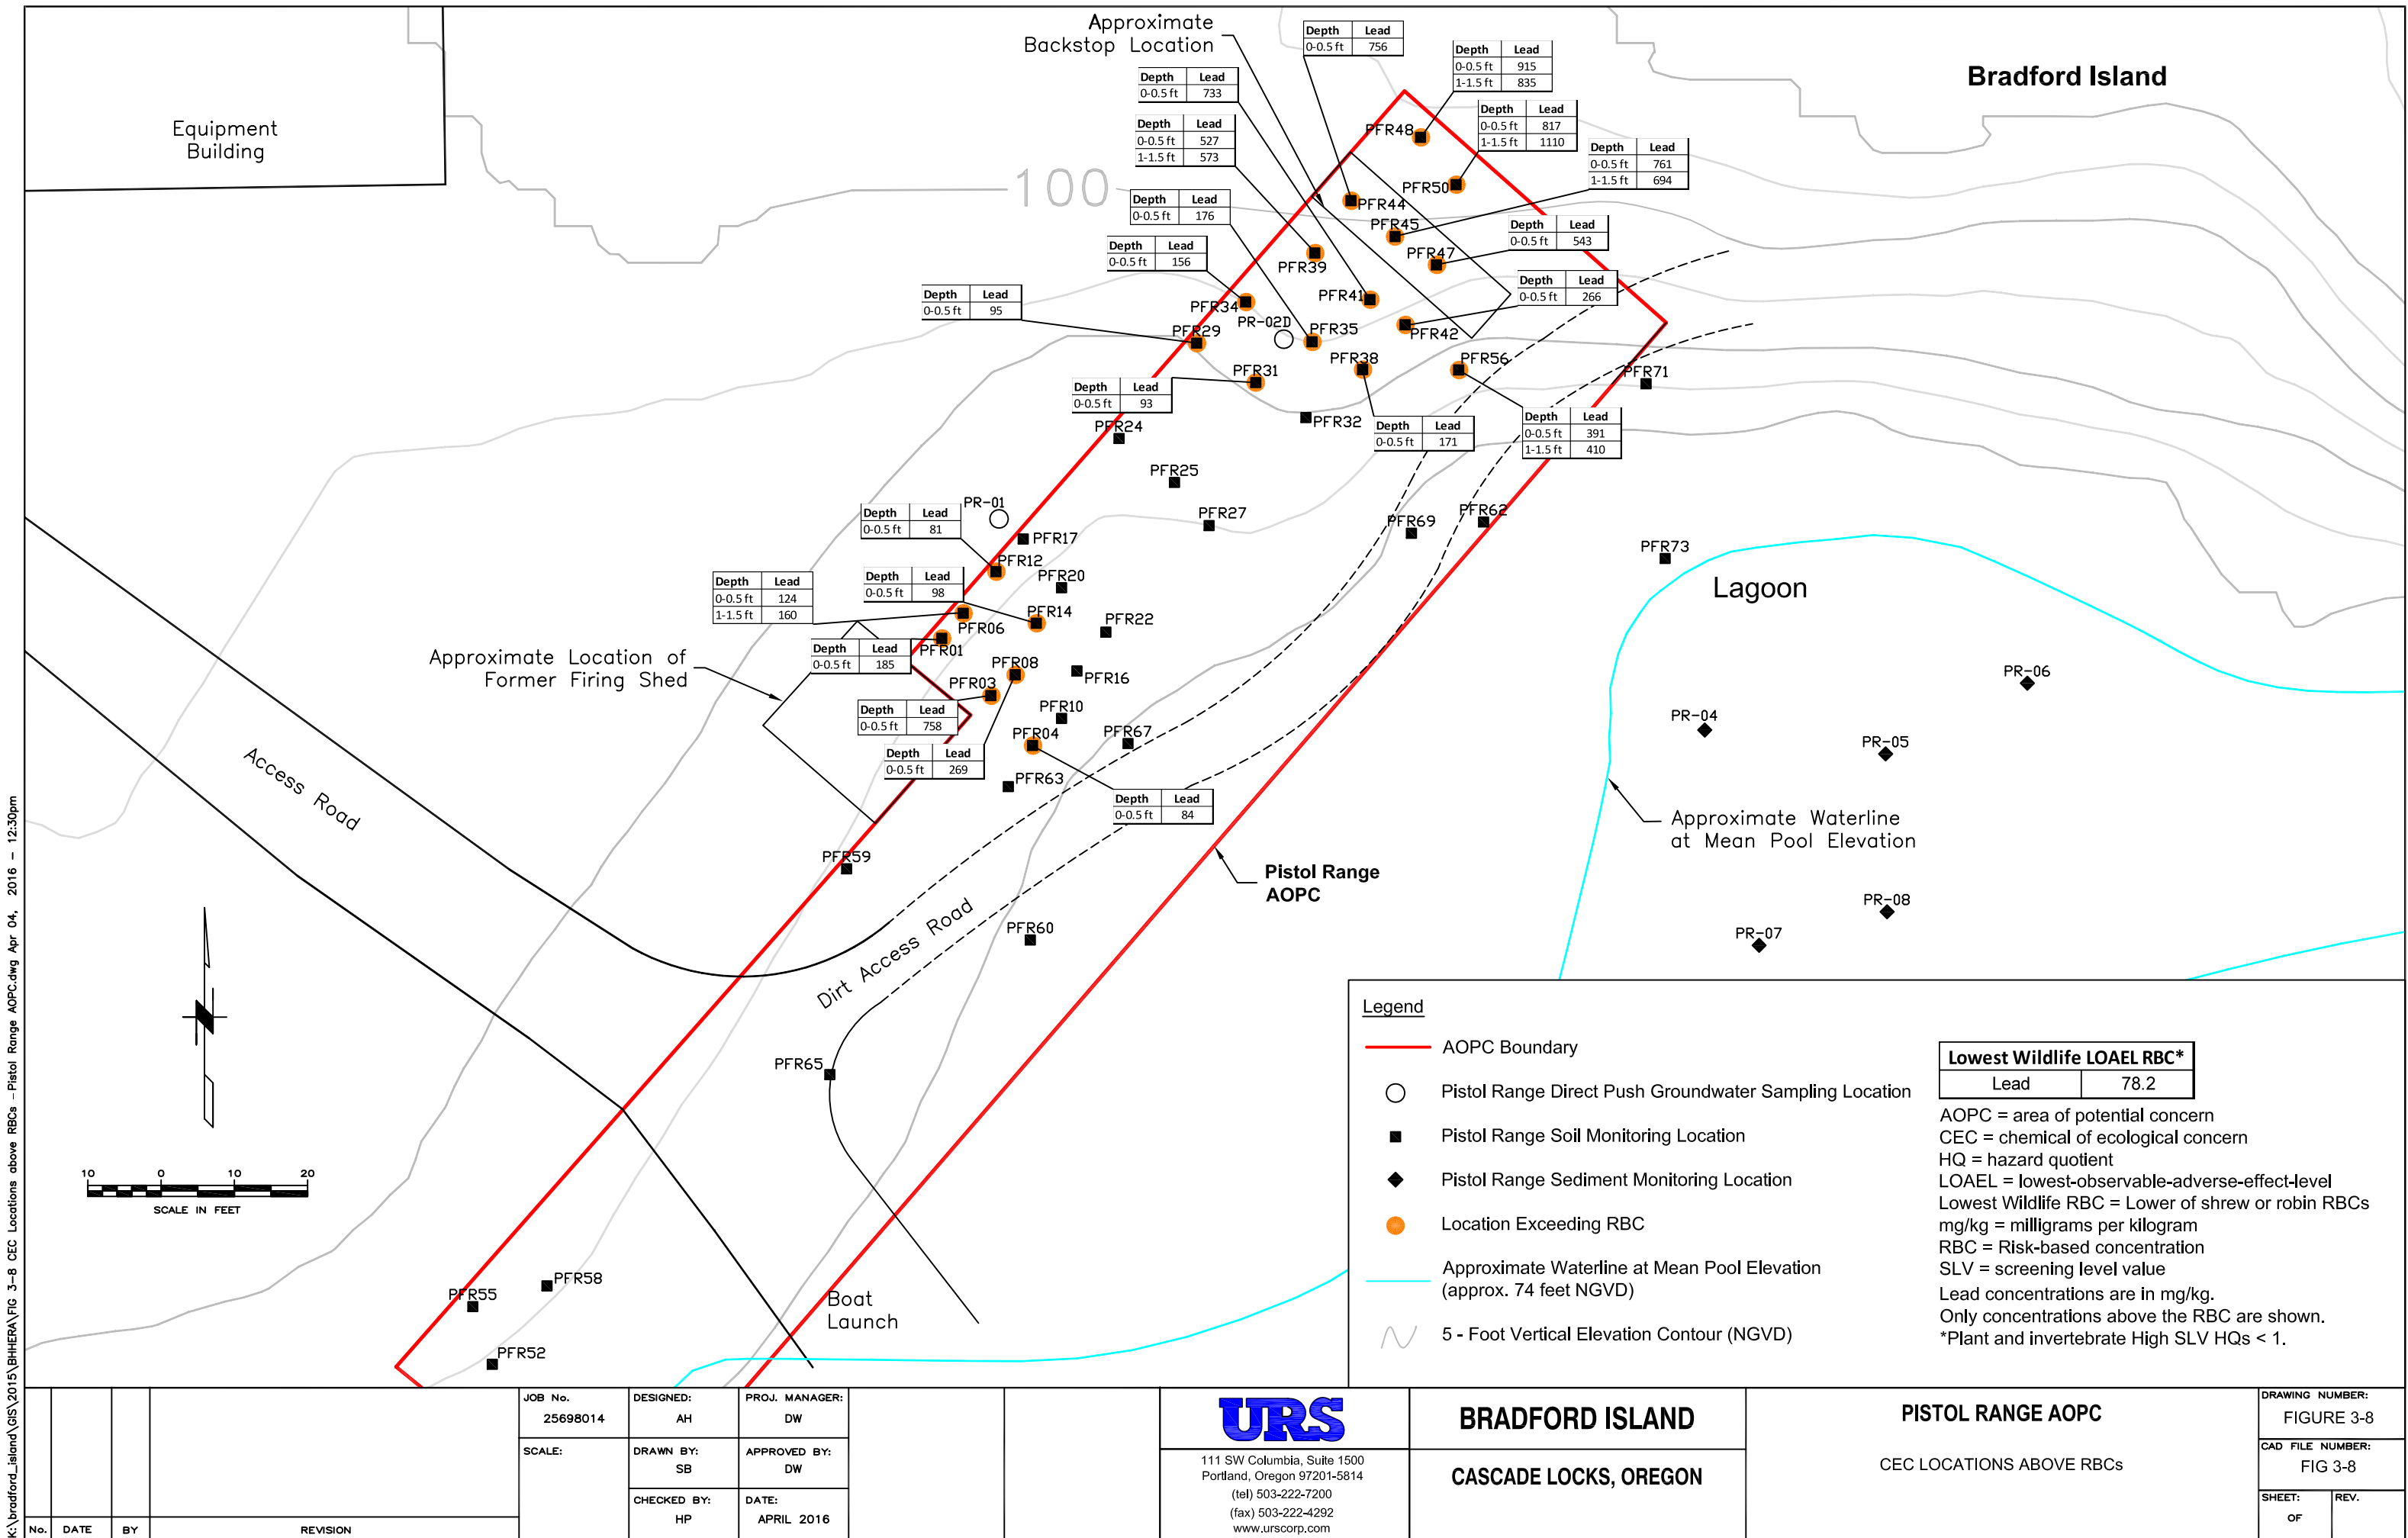 Approximate
Backstop Location
Bradford Island
Equipment
Building
100
Depth Lead
0-0.5 ft 756
Depth Lead
0-0.5 ft 915
1-1.5 ft 835
Depth Lead
0-0.5 ft 733
Depth Lead
0-0.5 ft 817
1-1.5 ft 1110
Depth Lead
0-0.5 ft 527
1-1.5 ft 573
Depth Lead
0-0.5 ft 761
1-1.5 ft 694
Depth Lead
0-0.5 ft 176
Depth Lead
0-0.5 ft 543
Depth Lead
0-0.5 ft 156
Depth Lead
0-0.5 ft 266
Depth Lead
0-0.5 ft 95
Depth Lead
0-0.5 ft 93
Depth Lead
0-0.5 ft 171
Depth Lead
0-0.5 ft 391
1-1.5 ft 410
PFR48
PFR50
PFR44
PFR45
PFR47
PFR39
PFR41
PFR34
PR-02D
PFR35
PFR42
PFR29
PFR38
PFR56
PFR31
PFR71
PFR32
PFR24
PFR25
PFR27
PFR69
PFR62
PFR73
Lagoon
Depth Lead
0-0.5 ft 81
PR-01
PFR17
PFR12
PFR20
Depth Lead
0-0.5 ft 98
Depth Lead
0-0.5 ft 124
1-1.5 ft 160
PFR14
PFR06
PFR22
PFR01
Depth Lead
0-0.5 ft 185
Approximate Location of
Former Firing Shed
PFR08
PFR16
PFR03
Depth Lead
0-0.5 ft 758
PFR10
PFR04
PFR67
Depth Lead
0-0.5 ft 269
PFR63
Depth Lead
0-0.5 ft 84
PFR59
PFR60
PFR65
PFR58
PFR55
PFR52
PR-06
PR-04
PR-05
PR-08
PR-07
Approximate Waterline
at Mean Pool Elevation
Pistol Range
AOPC
Access Road
Dirt Access Road
Boat
Launch
10 0 10 20
SCALE IN FEET
Legend
AOPC Boundary
Pistol Range Direct Push Groundwater Sampling Location
Pistol Range Soil Monitoring Location
Pistol Range Sediment Monitoring Location
Location Exceeding RBC
Approximate Waterline at Mean Pool Elevation
(approx. 74 feet NGVD)
5 - Foot Vertical Elevation Contour (NGVD)
Lowest Wildlife LOAEL RBC*
Lead 78.2
AOPC = area of potential concern
CEC = chemical of ecological concern
HQ = hazard quotient
LOAEL = lowest-observable-adverse-effect-level
Lowest Wildlife RBC = Lower of shrew or robin RBCs
mg/kg = milligrams per kilogram
RBC = Risk-based concentration
SLV = screening level value
Lead concentrations are in mg/kg.
Only concentrations above the RBC are shown.
*Plant and invertebrate High SLV HQs < 1.
K:\bradford_island\GIS\2015\BHHERA\FIG 3-8 CEC Locations above RBCs - Pistol Range AOPC.dwg Apr 04, 2016 - 12:30pm
No. DATE BY REVISION
JOB No.
25698014
SCALE:
DESIGNED:
AH
DRAWN BY:
SB
CHECKED BY:
HP
PROJ. MANAGER:
DW
APPROVED BY:
DW
DATE:
APRIL 2016
URS
111 SW Columbia, Suite 1500
Portland, Oregon 97201-5814
(tel) 503-222-7200
(fax) 503-222-4292
www.urscorp.com
BRADFORD ISLAND
CASCADE LOCKS, OREGON
PISTOL RANGE AOPC
CEC LOCATIONS ABOVE RBCs
DRAWING NUMBER:
FIGURE 3-8
CAD FILE NUMBER:
FIG 3-8
SHEET:
OF
REV.